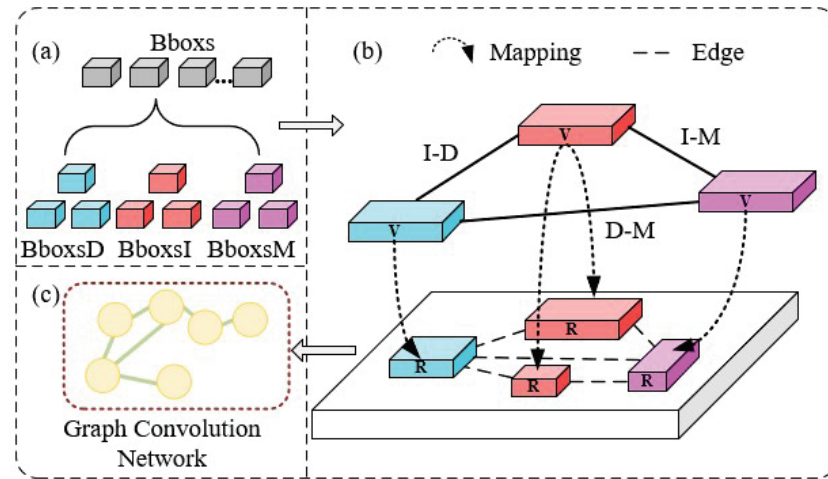 (a)
Bboxs
BboxsD BboxsI BboxsM
(b)
Mapping
Edge
V
I-D
I-M
V
V
D-M
R
R
R
R
(c)
Graph Convolution
Network